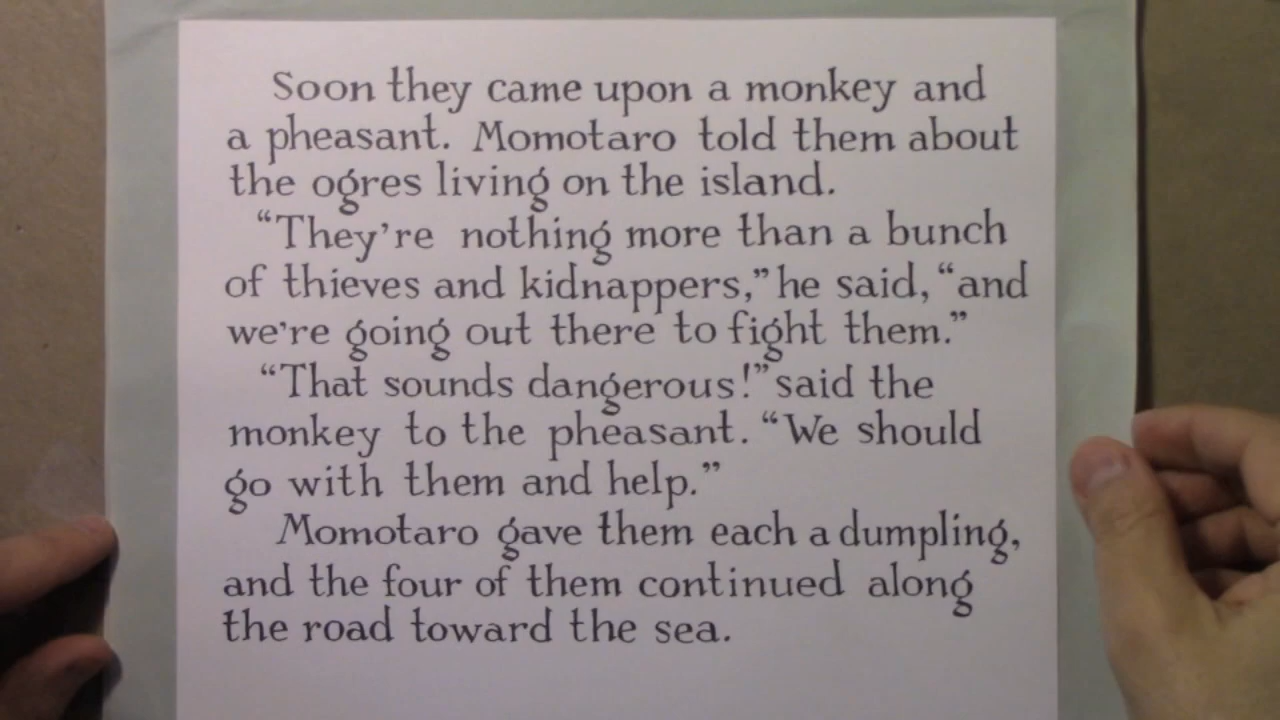 Soon they came upon a monkey and
a pheasant. Momotaro told them about
the ogres living on the island.
“They’re nothing more than a bunch
of thieves and kidnappers,” he said, “and
we’re going out there to fight them.”
“That sounds dangerous!” said the
monkey to the pheasant. “We should
go with them and help.”
Momotaro gave them each a dumpling,
and the four of them continued along
the road toward the sea.